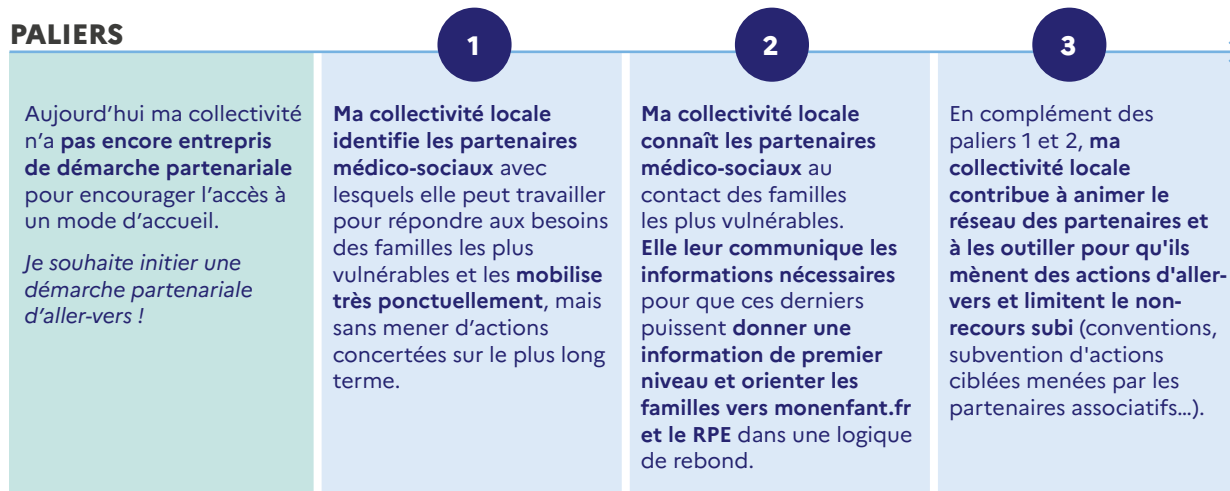 PALIERS
1
2
3
Aujourd’hui ma collectivité
n’a pas encore entrepris
de démarche partenariale
pour encourager l’accès à
un mode d’accueil.
Je souhaite initier une
démarche partenariale
d’aller-vers !
Ma collectivité locale
identifie les partenaires
médico-sociaux avec
lesquels elle peut travailler
pour répondre aux besoins
des familles les plus
vulnérables et les mobilise
très ponctuellement, mais
sans mener d’actions
concertées sur le plus long
terme.
Ma collectivité locale
connaît les partenaires
médico-sociaux au
contact des familles
les plus vulnérables.
Elle leur communique les
informations nécessaires
pour que ces derniers
puissent donner une
information de premier
niveau et orienter les
familles vers monenfant.fr
et le RPE dans une logique
de rebond.
En complément des
paliers 1 et 2, ma
collectivité locale
contribue à animer le
réseau des partenaires et
à les outiller pour qu'ils
mènent des actions d'aller-
vers et limitent le non-
recours subi (conventions,
subvention d'actions
ciblées menées par les
partenaires associatifs…).